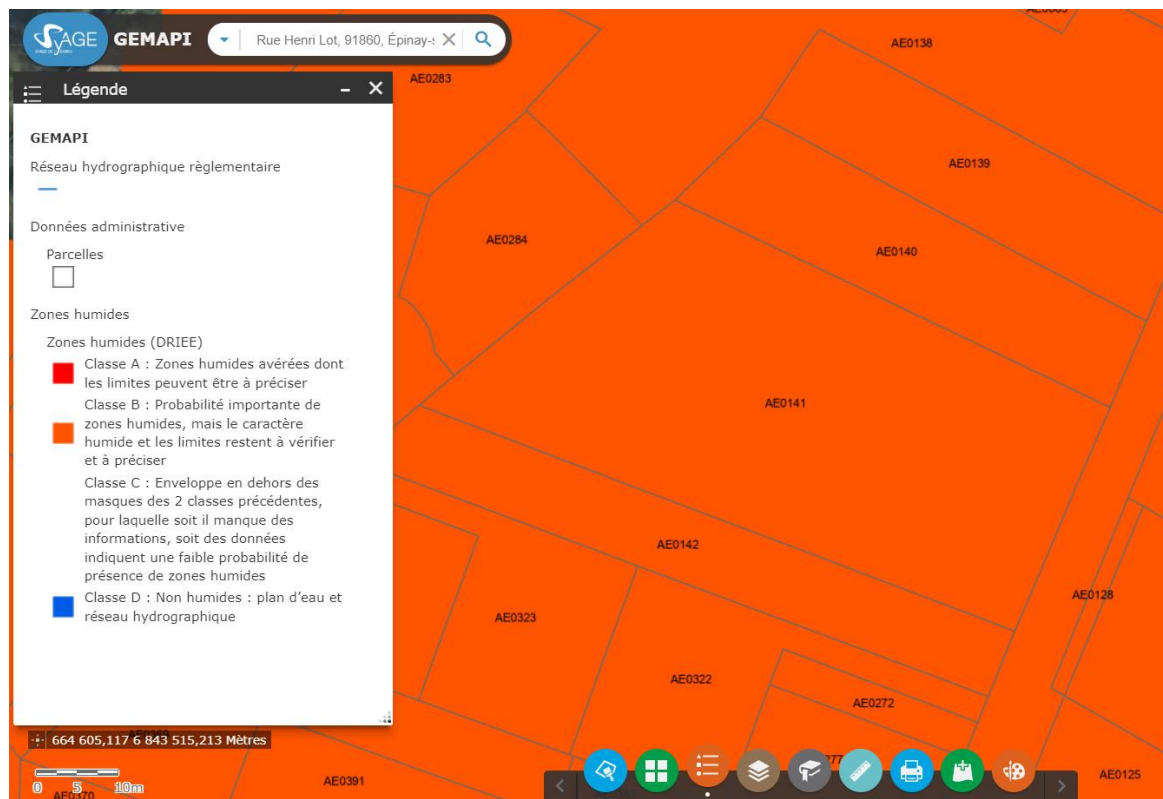 SAGE
GEMAPI
Rue Henri Lot, 91860, Épinay-s
Légende
GEMAPI
Réseau hydrographique règlementaire
Données administrative
Parcelles
Zones humides
Zones humides (DRIEE)
Classe A : Zones humides avérées dont
les limites peuvent être à préciser
Classe B : Probabilité importante de
zones humides, mais le caractère
humide et les limites restent à vérifier
et à préciser
Classe C : Enveloppe en dehors des
masques des 2 classes précédentes,
pour laquelle soit il manque des
informations, soit des données
indiquent une faible probabilité de
présence de zones humides
Classe D : Non humides : plan d'eau et
réseau hydrographique
664 605,117 6 843 515,213 Mètres
0 5 10m
AE0138
AE0283
AE0139
AE0284
AE0140
AE0141
AE0142
AE0128
AE0323
AE0322
AE0272
AE0391
AE0370
AE0125